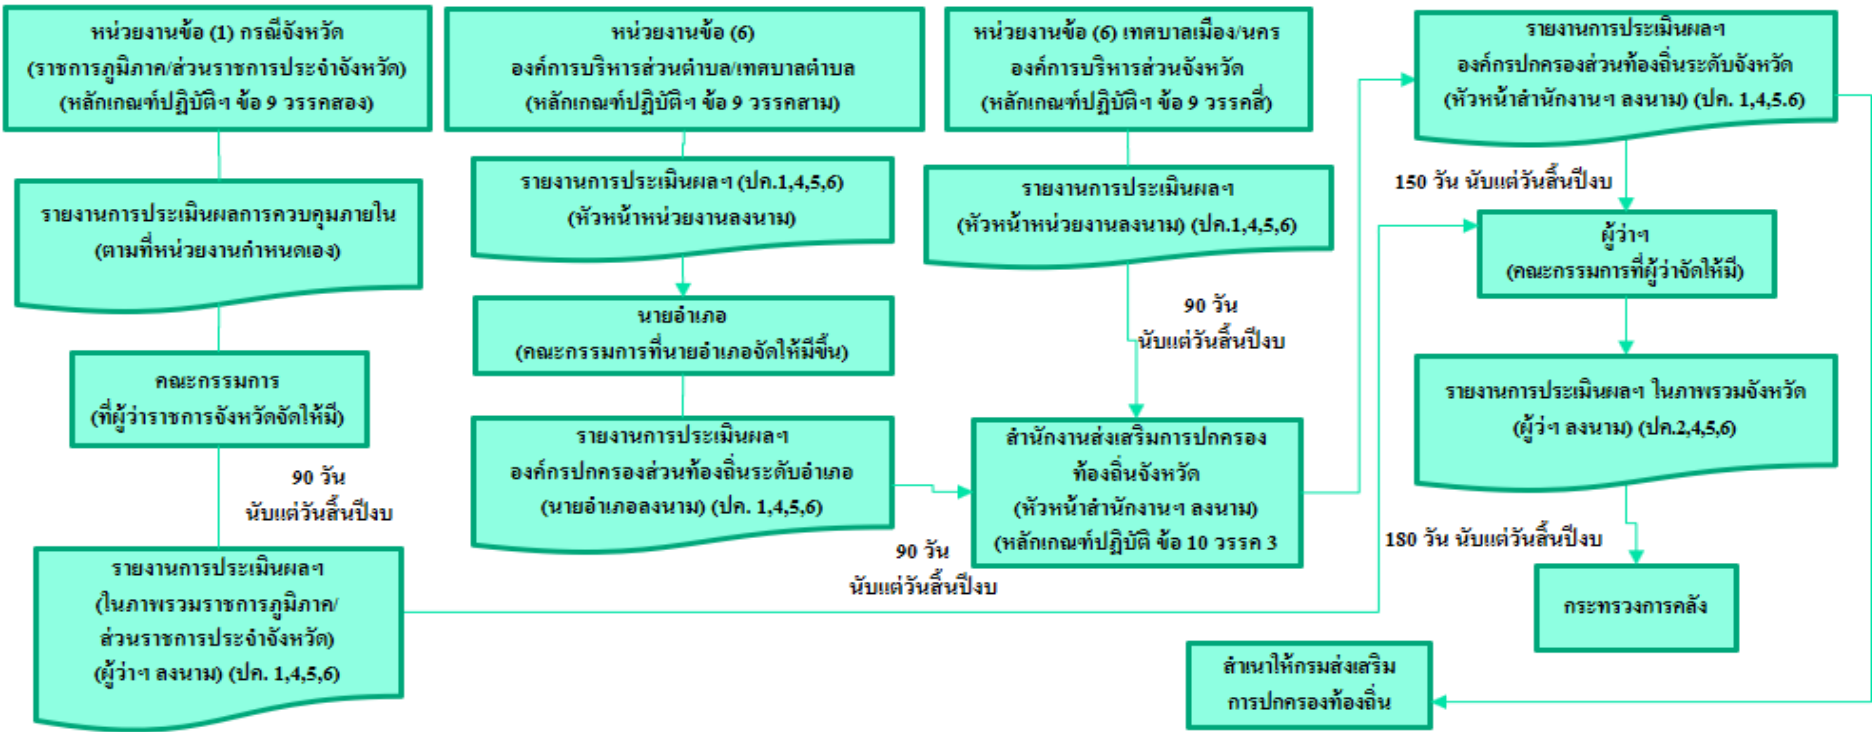 หน่วยงานข้อ (1) กรณีจังหวัด
(ราชการภูมิภาค/ส่วนราชการประจำจังหวัด)
(หลักเกณฑ์ปฏิบัติฯ ข้อ 9 วรรคสอง)
รายงานการประเมินผลการควบคุมภายใน
(ตามที่หน่วยงานกำหนดเอง)
คณะกรรมการ
(ที่ผู้ว่าราชการจังหวัดจัดให้มี)
90 วัน
นับแต่วันสิ้นปีงบ
รายงานการประเมินผลฯ
(ในภาพรวมราชการภูมิภาค/
ส่วนราชการประจำจังหวัด)
(ผู้ว่าฯ ลงนาม) (ปค. 1,4,5,6)
หน่วยงานข้อ (6)
องค์การบริหารส่วนตำบล/เทศบาลตำบล
(หลักเกณฑ์ปฏิบัติฯ ข้อ 9 วรรคสาม)
รายงานการประเมินผลฯ (ปค.1,4,5,6)
(หัวหน้าหน่วยงานลงนาม)
นายอำเภอ
(คณะกรรมการที่นายอำเภอจัดให้มีขึ้น)
รายงานการประเมินผลฯ
องค์กรปกครองส่วนท้องถิ่นระดับอำเภอ
(นายอำเภอลงนาม) (ปค. 1,4,5,6)
90 วัน
นับแต่วันสิ้นปีงบ
หน่วยงานข้อ (6) เทศบาลเมือง/นคร
องค์การบริหารส่วนจังหวัด
(หลักเกณฑ์ปฏิบัติฯ ข้อ 9 วรรคสี่)
รายงานการประเมินผลฯ
(หัวหน้าหน่วยงานลงนาม) (ปค.1,4,5,6)
90 วัน
นับแต่วันสิ้นปีงบ
สำนักงานส่งเสริมการปกครอง
ท้องถิ่นจังหวัด
(หัวหน้าสำนักงานฯ ลงนาม)
(หลักเกณฑ์ปฏิบัติ ข้อ 10 วรรค 3
รายงานการประเมินผลฯ
องค์กรปกครองส่วนท้องถิ่นระดับจังหวัด
(หัวหน้าสำนักงานฯ ลงนาม) (ปค. 1,4,5.6)
150 วัน นับแต่วันสิ้นปีงบ
ผู้ว่าฯ
(คณะกรรมการที่ผู้ว่าจัดให้มี)
รายงานการประเมินผลฯ ในภาพรวมจังหวัด
(ผู้ว่ฯ ลงนาม) (ปค.2,4,5,6)
180 วัน นับแต่วันสิ้นปีงบ
กระทรวงการคลัง
สำเนาให้กรมส่งเสริม
การปกครองท้องถิ่น